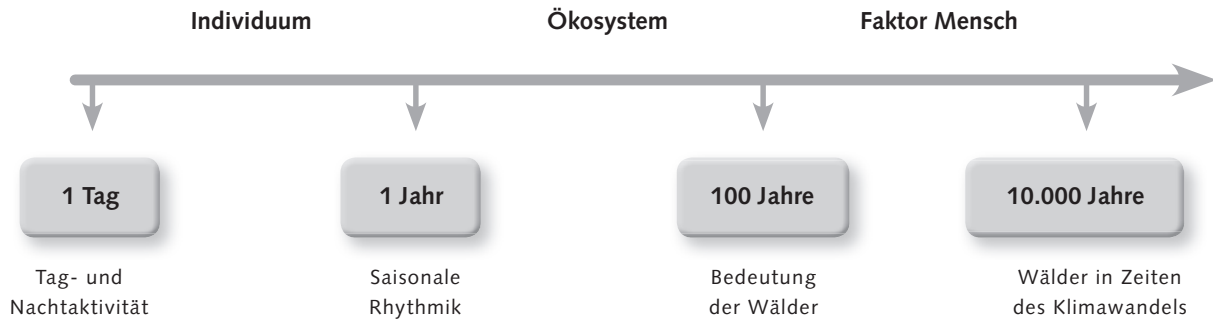 Individuum
Ökosystem
Faktor Mensch
1 Tag
1 Jahr
100 Jahre
10.000 Jahre
Tag- und
Nachtaktivität
Saisonale
Rhythmik
Bedeutung
der Wälder
Wälder in Zeiten
des Klimawandels